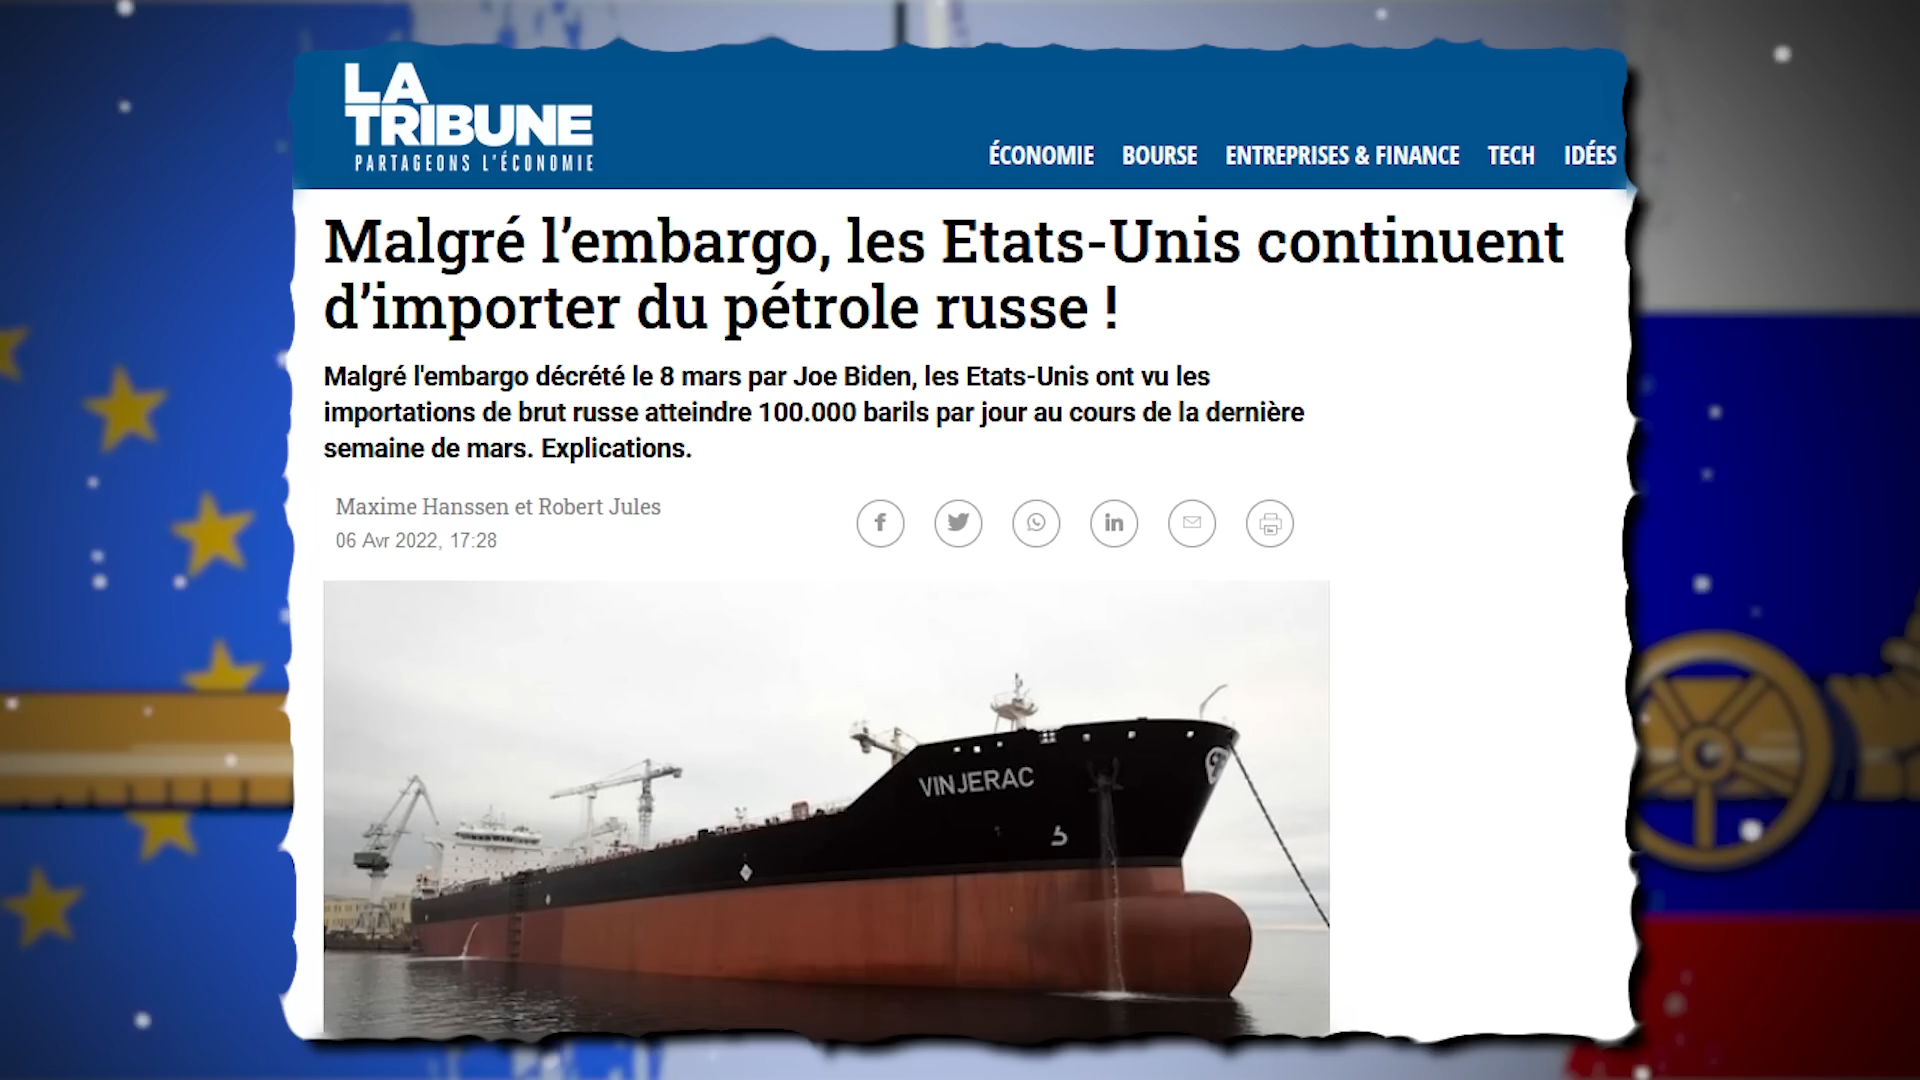 LA
TRIBUNE
PARTAGEONS L'ÉCONOMIE
ÉCONOMIE BOURSE ENTREPRISES & FINANCE TECH IDÉES
Malgré l’embargo, les Etats-Unis continuent
d’importer du pétrole russe !
Malgré l'embargo décrété le 8 mars par Joe Biden, les Etats-Unis ont vu les
importations de brut russe atteindre 100.000 barils par jour au cours de la dernière
semaine de mars. Explications.
Maxime Hanssen et Robert Jules
06 Avr 2022, 17:28
VINJERAC